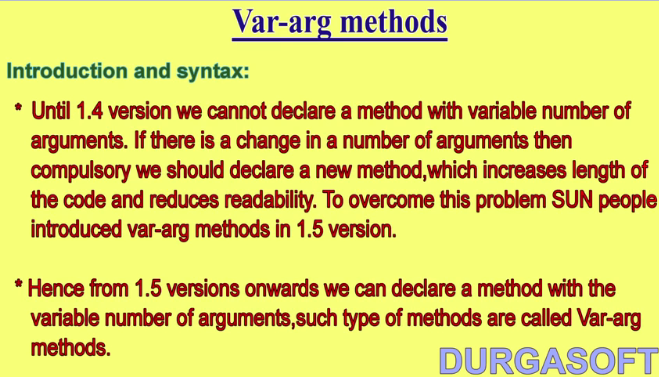 Var-arg methods
Introduction and syntax:
* Until 1.4 version we cannot declare a method with variable number of
arguments. If there is a change in a number of arguments then
compulsory we should declare a new method,which increases length of
the code and reduces readability. To overcome this problem SUN people
introduced var-arg methods in 1.5 version.
* Hence from 1.5 versions onwards we can declare a method with the
variable number of arguments,such type of methods are called Var-arg
methods.
DURGASOFT